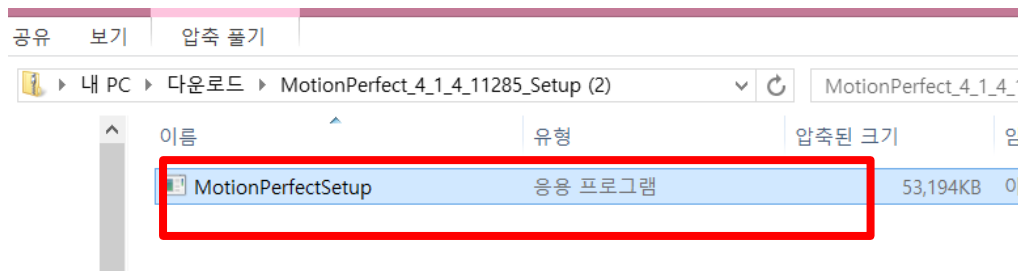 공유 보기 압축 풀기
내 PC 다운로드 MotionPerfect_4_1_4_11285_Setup (2) MotionPerfect_4_1_4_
이름 유형 압축된 크기
MotionPerfectSetup 응용 프로그램 53,194KB